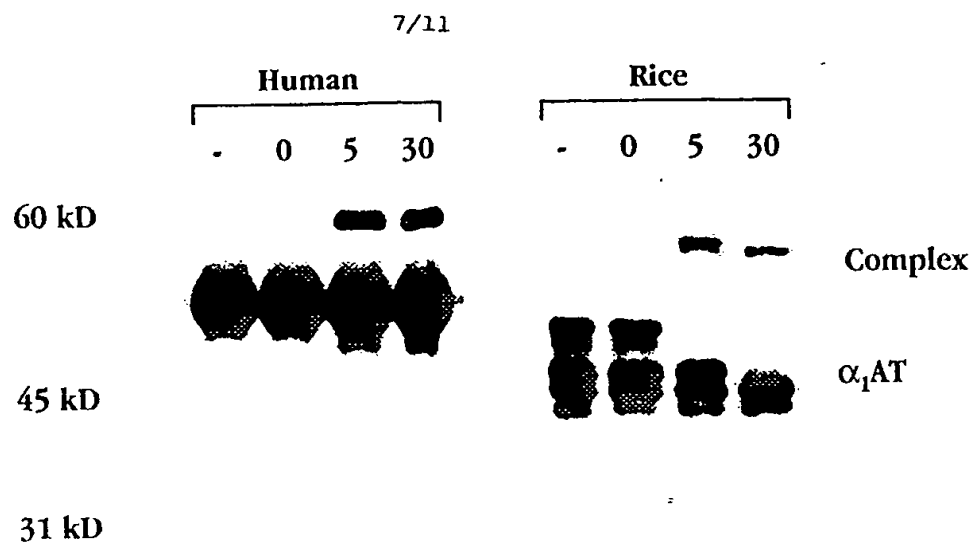 7/11
Human Rice
- 0 5 30 - 0 5 30
60 kD
Complex
α₁AT
45 kD
31 kD